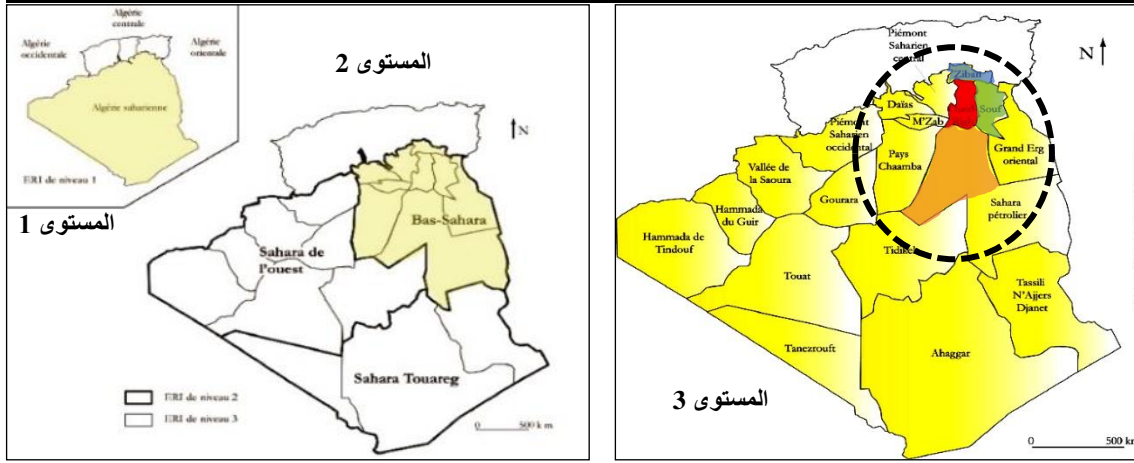 Algérie
centrale
Algérie
occidentale
Algérie
orientale
Algérie saharienne
ERI de niveau 1
المستوى 1
المستوى 2
N
Bas-Sahara
Sahara de
l'ouest
Sahara Touareg
ERI de niveau 2
ERI de niveau 3
0 500 km
Piémont
Saharien
central
N
Ziban
Daïas
Souf
M'Zab
Piémont
Saharien
occidental
Grand Erg
oriental
Pays
Chaamba
Vallée de
la Saoura
Gourara
Sahara
pétrolier
Hammada
du Guir
Hammada de
Tindouf
Tidikelt
Touat
Tassili
N'Ajjers
Djanet
Tanezrouft
Ahaggar
المستوى 3
0 500 km